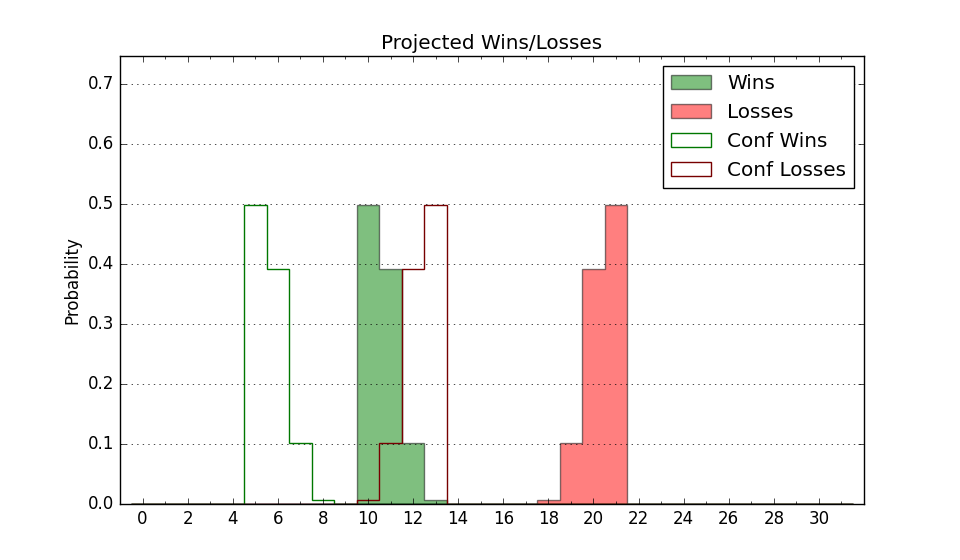 Projected Wins/Losses
Wins
Losses
Conf Wins
Conf Losses
Probability
0.7
0.6
0.5
0.4
0.3
0.2
0.1
0.0
0 2 4 6 8 10 12 14 16 18 20 22 24 26 28 30